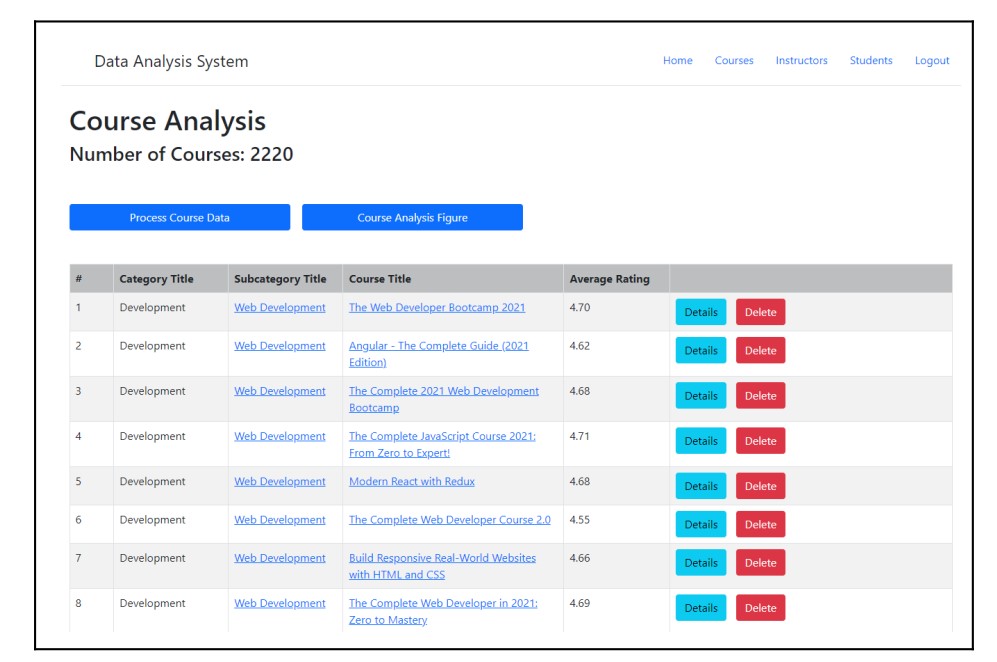 Data Analysis System Home Courses Instructors Students Logout
Course Analysis
Number of Courses: 2220
Process Course Data Course Analysis Figure
# Category Title Subcategory Title Course Title Average Rating
1 Development Web Development The Web Developer Bootcamp 2021 4.70 Details Delete
2 Development Web Development Angular - The Complete Guide (2021 4.62 Details Delete
Edition)
3 Development Web Development The Complete 2021 Web Development 4.68 Details Delete
Bootcamp
4 Development Web Development The Complete JavaScript Course 2021: 4.71 Details Delete
From Zero to Expert!
5 Development Web Development Modern React with Redux 4.68 Details Delete
6 Development Web Development The Complete Web Developer Course 2.0 4.55 Details Delete
7 Development Web Development Build Responsive Real-World Websites 4.66 Details Delete
with HTML and CSS
8 Development Web Development The Complete Web Developer in 2021: 4.69 Details Delete
Zero to Mastery